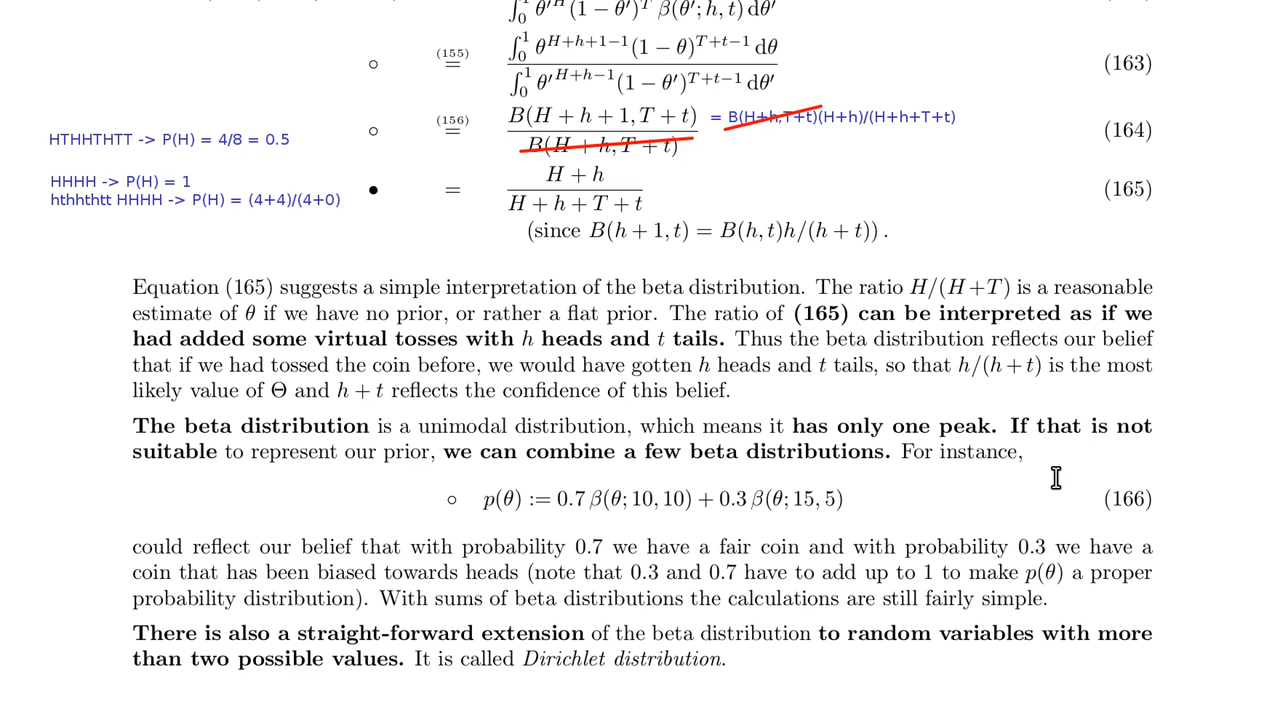 ∫₀¹ θ′ᴴ (1 − θ′)ᵀ β(θ′; h, t) dθ′
○ (155) = ∫₀¹ θ^{H+h+1−1}(1 − θ)^{T+t−1} dθ / ∫₀¹ θ′^{H+h−1}(1 − θ′)^{T+t−1} dθ′ (163)
○ (156) = B(H + h + 1, T + t) / B(H + h, T + t) = B(H+h,T+t)(H+h)/(H+h+T+t) (164)
HTHHTHTT -> P(H) = 4/8 = 0.5
HHHH -> P(H) = 1
hthhthtt HHHH -> P(H) = (4+4)/(4+0)
● = H + h / H + h + T + t (165)
(since B(h + 1, t) = B(h, t)h/(h + t)) .
Equation (165) suggests a simple interpretation of the beta distribution. The ratio H/(H+T) is a reasonable
estimate of θ if we have no prior, or rather a flat prior. The ratio of (165) can be interpreted as if we
had added some virtual tosses with h heads and t tails. Thus the beta distribution reflects our belief
that if we had tossed the coin before, we would have gotten h heads and t tails, so that h/(h + t) is the most
likely value of Θ and h + t reflects the confidence of this belief.
The beta distribution is a unimodal distribution, which means it has only one peak. If that is not
suitable to represent our prior, we can combine a few beta distributions. For instance,
○ p(θ) := 0.7 β(θ; 10, 10) + 0.3 β(θ; 15, 5) (166)
could reflect our belief that with probability 0.7 we have a fair coin and with probability 0.3 we have a
coin that has been biased towards heads (note that 0.3 and 0.7 have to add up to 1 to make p(θ) a proper
probability distribution). With sums of beta distributions the calculations are still fairly simple.
There is also a straight-forward extension of the beta distribution to random variables with more
than two possible values. It is called Dirichlet distribution.